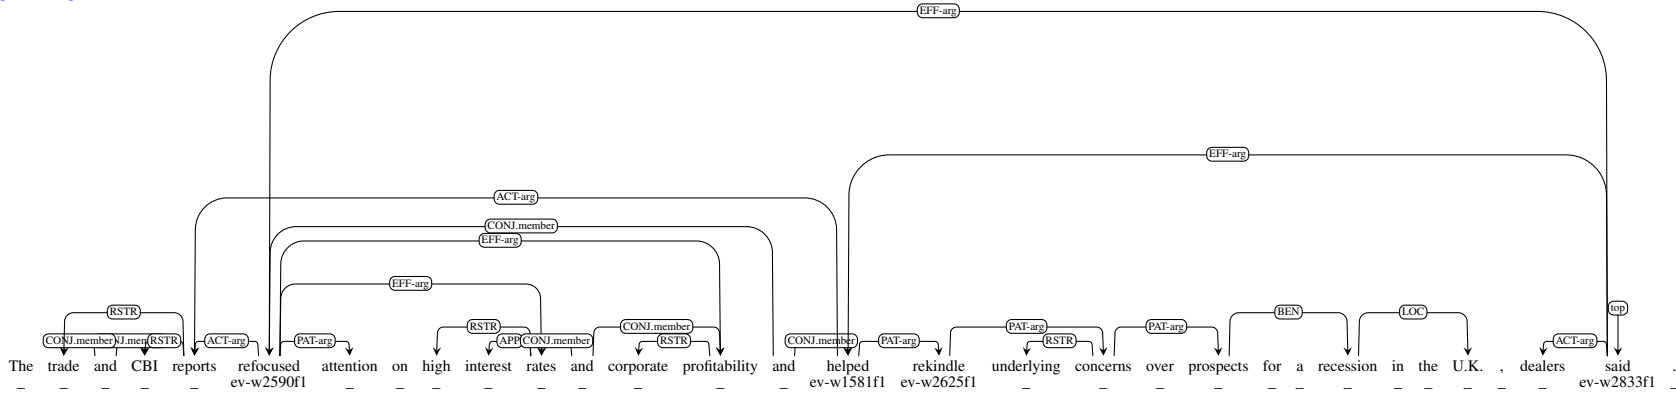 EFF-arg
EFF-arg
ACT-arg
CONJ.member
EFF-arg
EFF-arg
RSTR top
RSTR CONJ.member PAT-arg PAT-arg BEN LOC
CONJ.member RSTR ACT-arg PAT-arg APP CONJ.member RSTR CONJ.member PAT-arg RSTR ACT-arg
The trade and CBI reports refocused attention on high interest rates and corporate profitability and helped rekindle underlying concerns over prospects for a recession in the U.K. , dealers said .
_ _ _ _ _ ev-w2590f1 _ _ _ _ _ _ _ _ _ ev-w1581f1 ev-w2625f1 _ _ _ _ _ _ _ _ _ _ _ _ ev-w2833f1 _